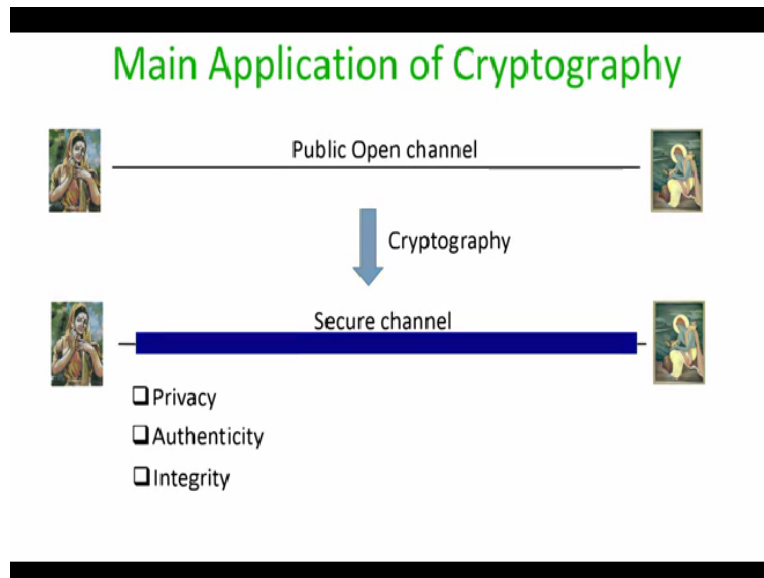 Main Application of Cryptography
Public Open channel
Cryptography
Secure channel
❑Privacy
❑Authenticity
❑Integrity